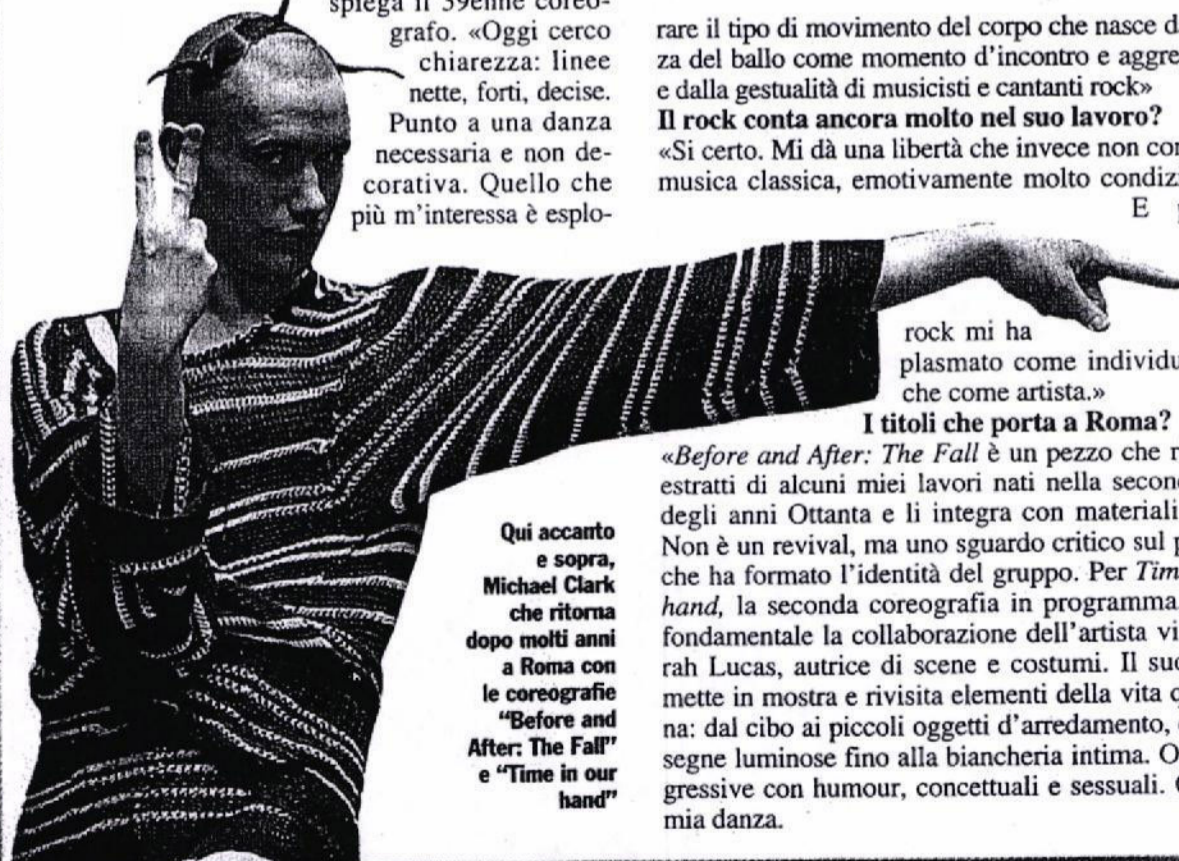 spiega il 39enne coreo-
grafo. «Oggi cerco
chiarezza: linee
nette, forti, decise.
Punto a una danza
necessaria e non de-
corativa. Quello che
più m'interessa è esplo-
rare il tipo di movimento del corpo che nasce
za del ballo come momento d'incontro e
e dalla gestualità di musicisti e cantanti rock»
Il rock conta ancora molto nel suo lavoro?
«Si certo. Mi dà una libertà che invece non
musica classica, emotivamente molto
E
rock mi ha
plasmato come
che come artista.»
I titoli che porta a Roma?
«Before and After: The Fall è un pezzo che
estratti di alcuni miei lavori nati nella
degli anni Ottanta e li integra con materiali
Non è un revival, ma uno sguardo critico sul
che ha formato l'identità del gruppo. Per
hand, la seconda coreografia in programma
fondamentale la collaborazione dell'artista
rah Lucas, autrice di scene e costumi. Il
mette in mostra e rivisita elementi della vita
na: dal cibo ai piccoli oggetti d'arredamento,
segne luminose fino alla biancheria intima.
gressive con humour, concettuali e sessuali.
mia danza.
Qui accanto
e sopra,
Michael Clark
che ritorna
dopo molti anni
a Roma con
le coreografie
"Before and
After: The Fall"
e "Time in our
hand"